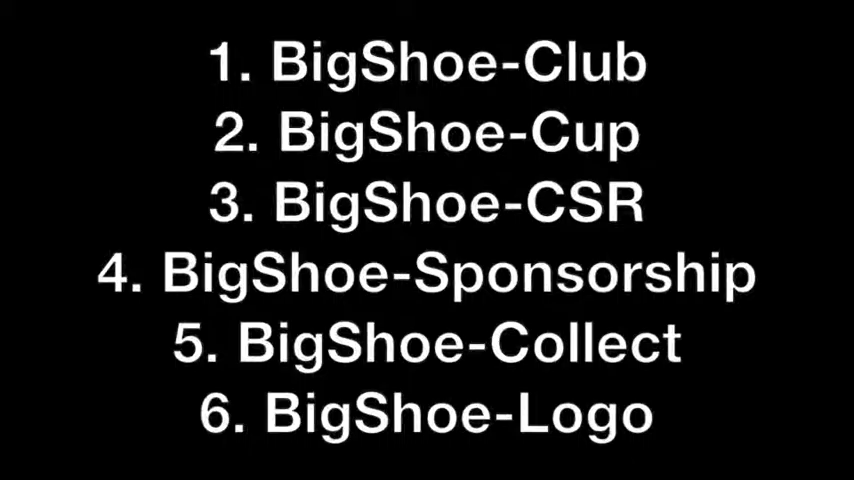 1. BigShoe-Club
2. BigShoe-Cup
3. BigShoe-CSR
4. BigShoe-Sponsorship
5. BigShoe-Collect
6. BigShoe-Logo